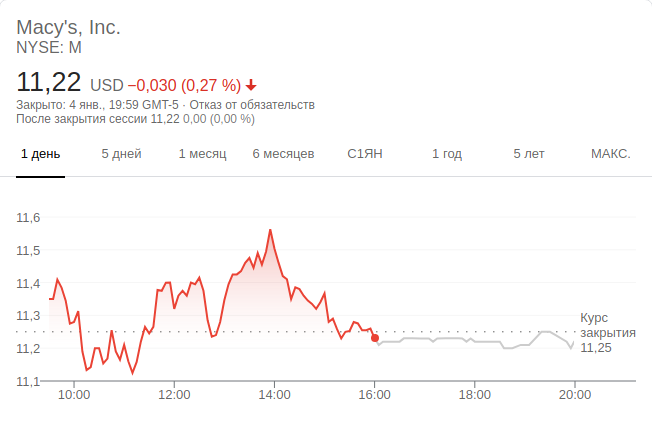 Macy's, Inc.
NYSE: M
11,22 USD −0,030 (0,27 %)
Закрыто: 4 янв., 19:59 GMT-5 · Отказ от обязательств
После закрытия сессии 11,22 0,00 (0,00 %)
1 день 5 дней 1 месяц 6 месяцев С1ЯН 1 год 5 лет МАКС.
11,6
11,5
11,4
11,3
11,2
11,1
Курс
закрытия
11,25
10:00 12:00 14:00 16:00 18:00 20:00